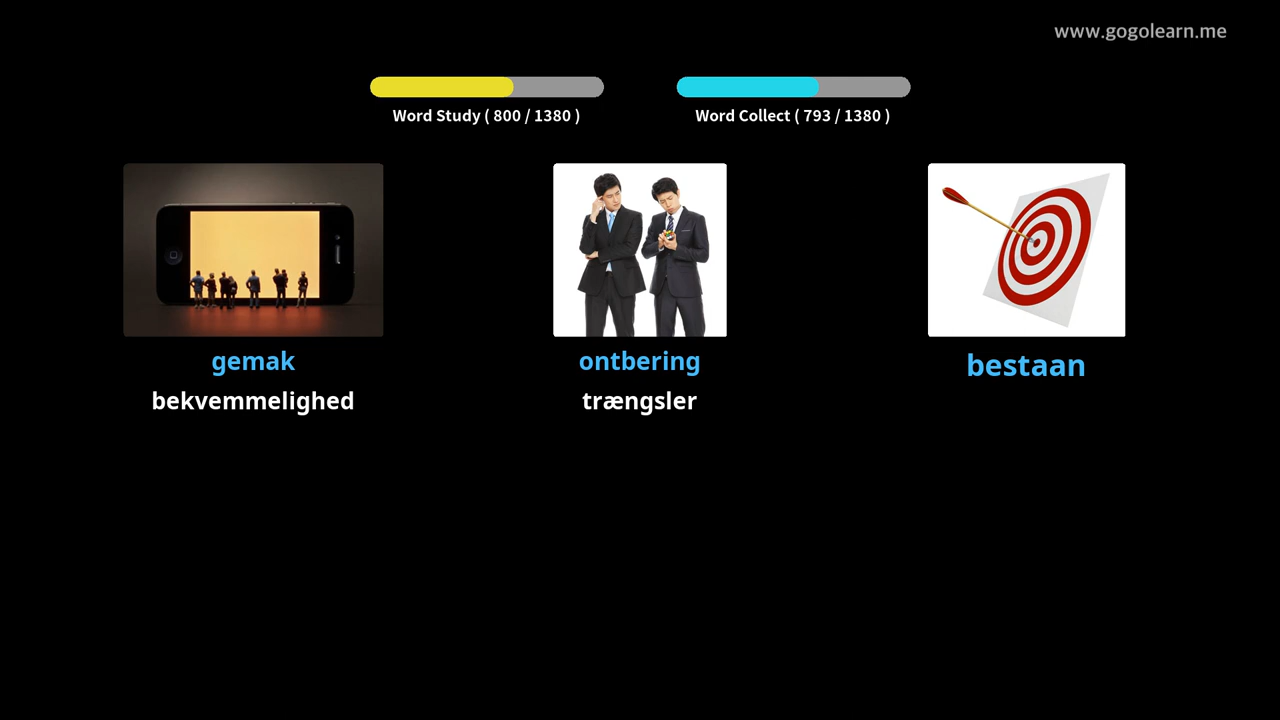 www.gogolearn.me
Word Study ( 800 / 1380 )
Word Collect ( 793 / 1380 )
gemak
bekvemmelighed
ontbering
trængsler
bestaan